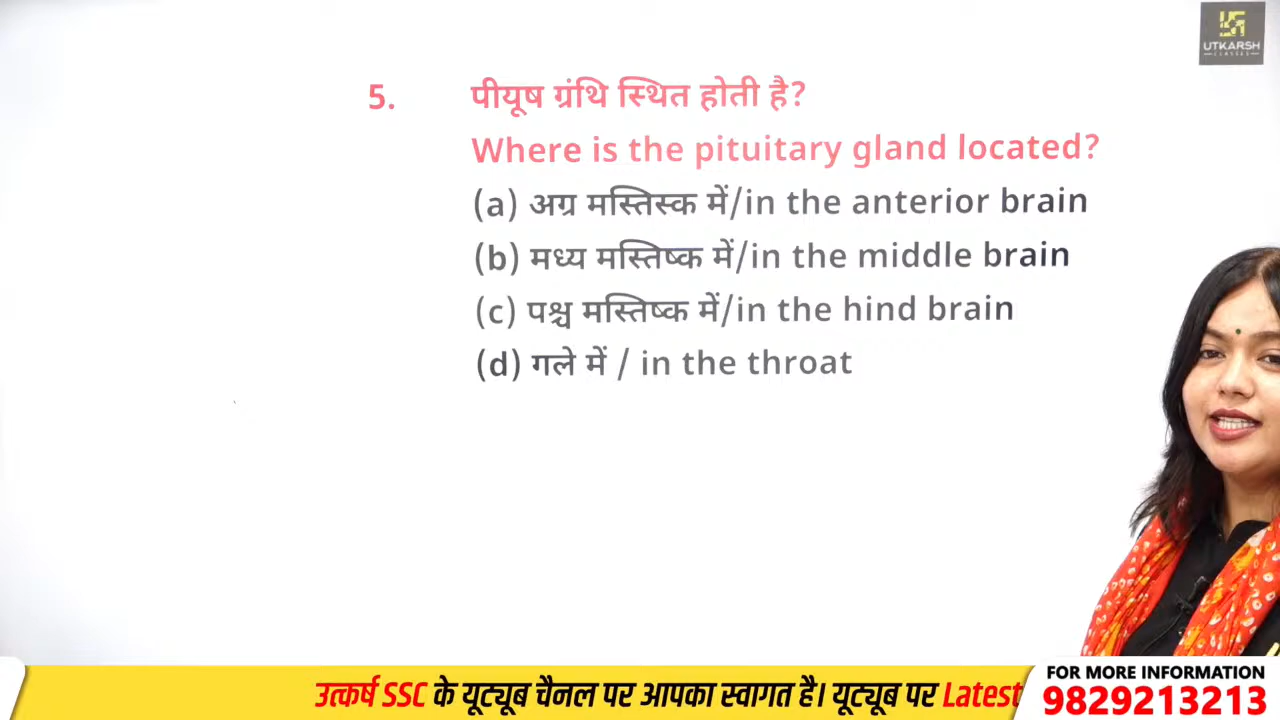 UTKARSH
CLASSES
5. पीयूष ग्रंथि स्थित होती है?
Where is the pituitary gland located?
(a) अग्र मस्तिस्क में/in the anterior brain
(b) मध्य मस्तिष्क में/in the middle brain
(c) पश्च मस्तिष्क में/in the hind brain
(d) गले में / in the throat
उत्कर्ष SSC के यूट्यूब चैनल पर आपका स्वागत है। यूट्यूब पर Latest
FOR MORE INFORMATION
9829213213